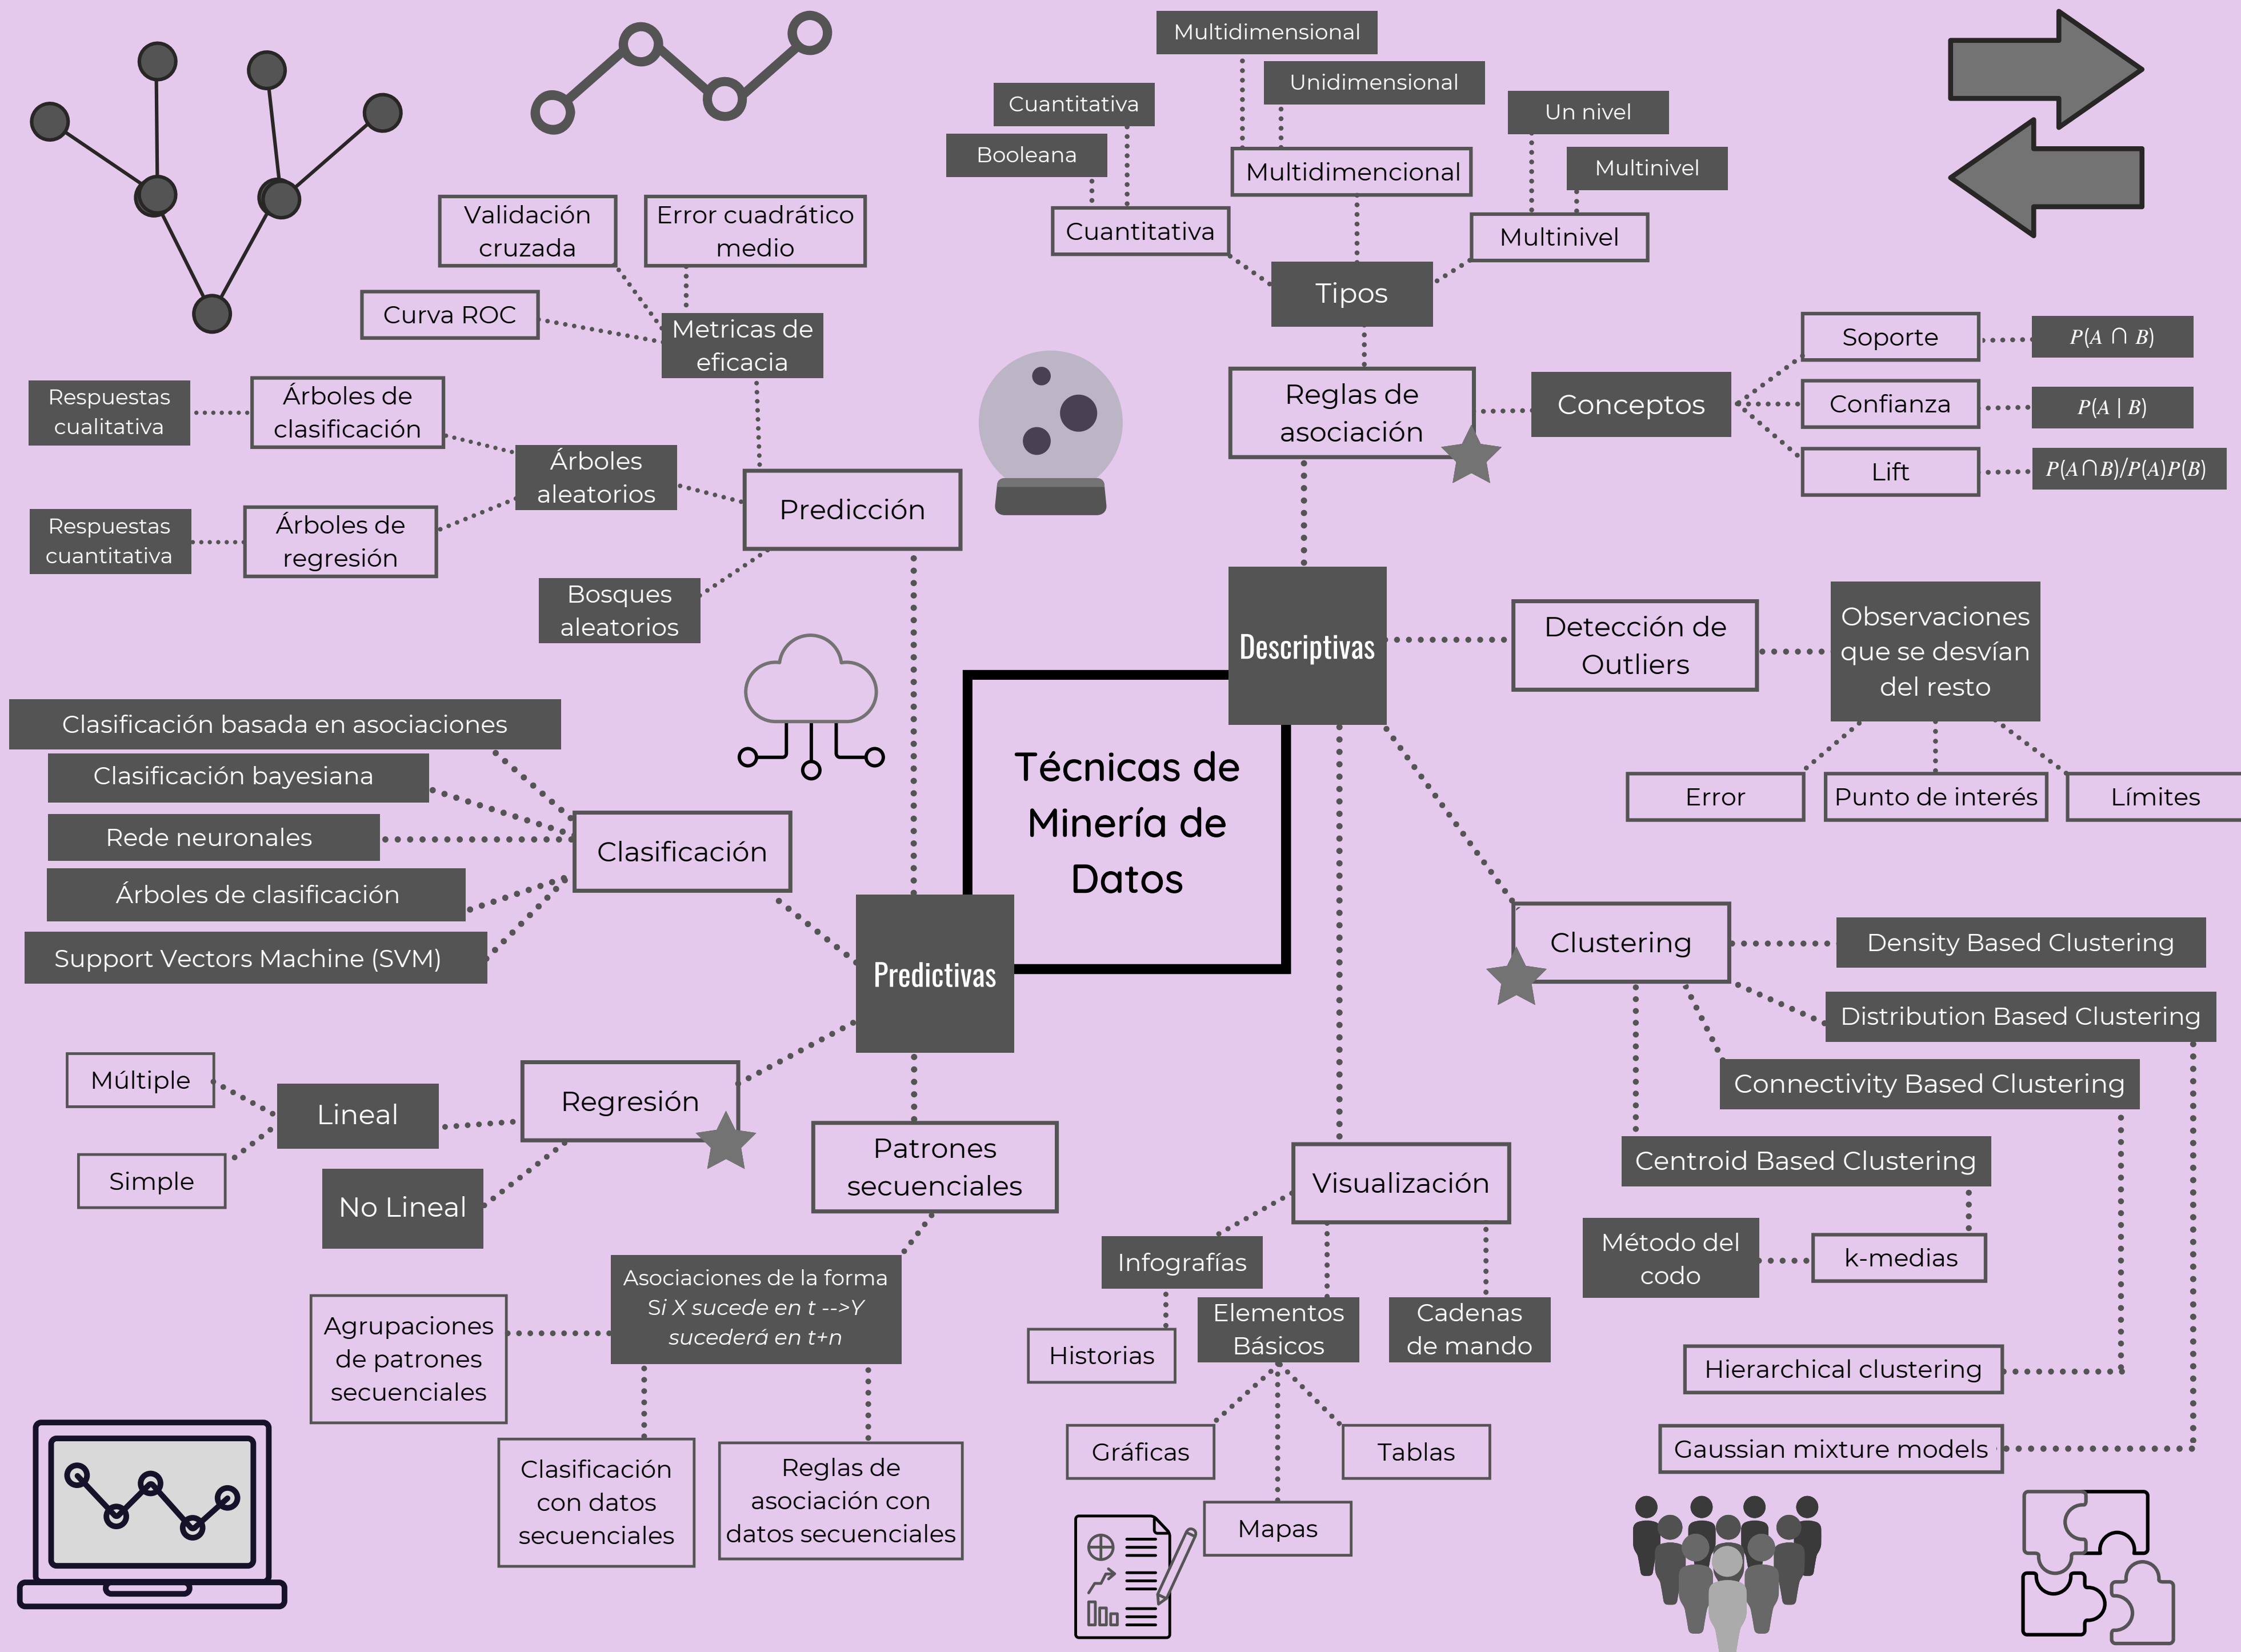 Multidimensional
Unidimensional
Cuantitativa
Booleana
Un nivel
Multinivel
Multidimencional
Cuantitativa
Multinivel
Tipos
Validación
cruzada
Error cuadrático
medio
Curva ROC
Metricas de
eficacia
Respuestas
cualitativa
Árboles de
clasificación
Árboles
aleatorios
Respuestas
cuantitativa
Árboles de
regresión
Predicción
Bosques
aleatorios
Reglas de
asociación
Conceptos
Soporte
P(A ∩ B)
Confianza
P(A | B)
Lift
P(A∩B)/P(A)P(B)
Descriptivas
Detección de
Outliers
Observaciones
que se desvían
del resto
Error
Punto de interés
Límites
Técnicas de
Minería de
Datos
Clasificación basada en asociaciones
Clasificación bayesiana
Rede neuronales
Árboles de clasificación
Support Vectors Machine (SVM)
Clasificación
Predictivas
Clustering
Density Based Clustering
Distribution Based Clustering
Connectivity Based Clustering
Centroid Based Clustering
Método del
codo
k-medias
Hierarchical clustering
Gaussian mixture models
Múltiple
Simple
Lineal
No Lineal
Regresión
Patrones
secuenciales
Asociaciones de la forma
Si X sucede en t -->Y
sucederá en t+n
Agrupaciones
de patrones
secuenciales
Clasificación
con datos
secuenciales
Reglas de
asociación con
datos secuenciales
Visualización
Infografías
Historias
Elementos
Básicos
Cadenas
de mando
Gráficas
Tablas
Mapas